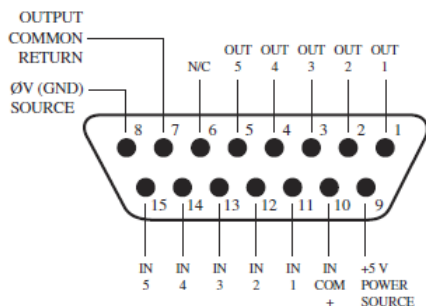 OUTPUT
COMMON
RETURN
ØV (GND)
SOURCE
N/C
OUT
5
OUT
4
OUT
3
OUT
2
OUT
1
8 7 6 5 4 3 2 1
15 14 13 12 11 10 9
IN
5
IN
4
IN
3
IN
2
IN
1
IN
COM
+
+5 V
POWER
SOURCE